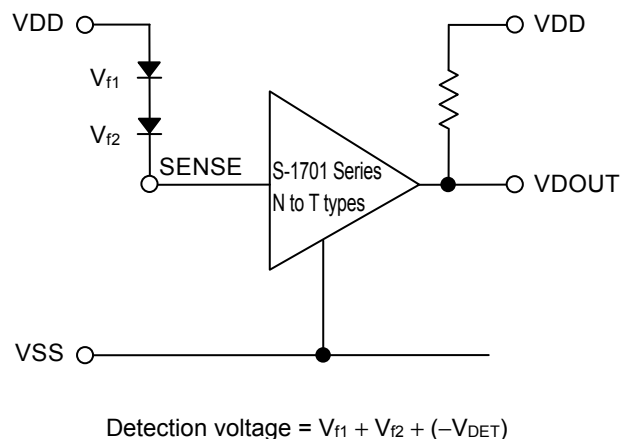 VDD
VDD
Vf1
Vf2
SENSE
S-1701 Series
N to T types
VDOUT
VSS
Detection voltage = Vf1 + Vf2 + (−VDET)